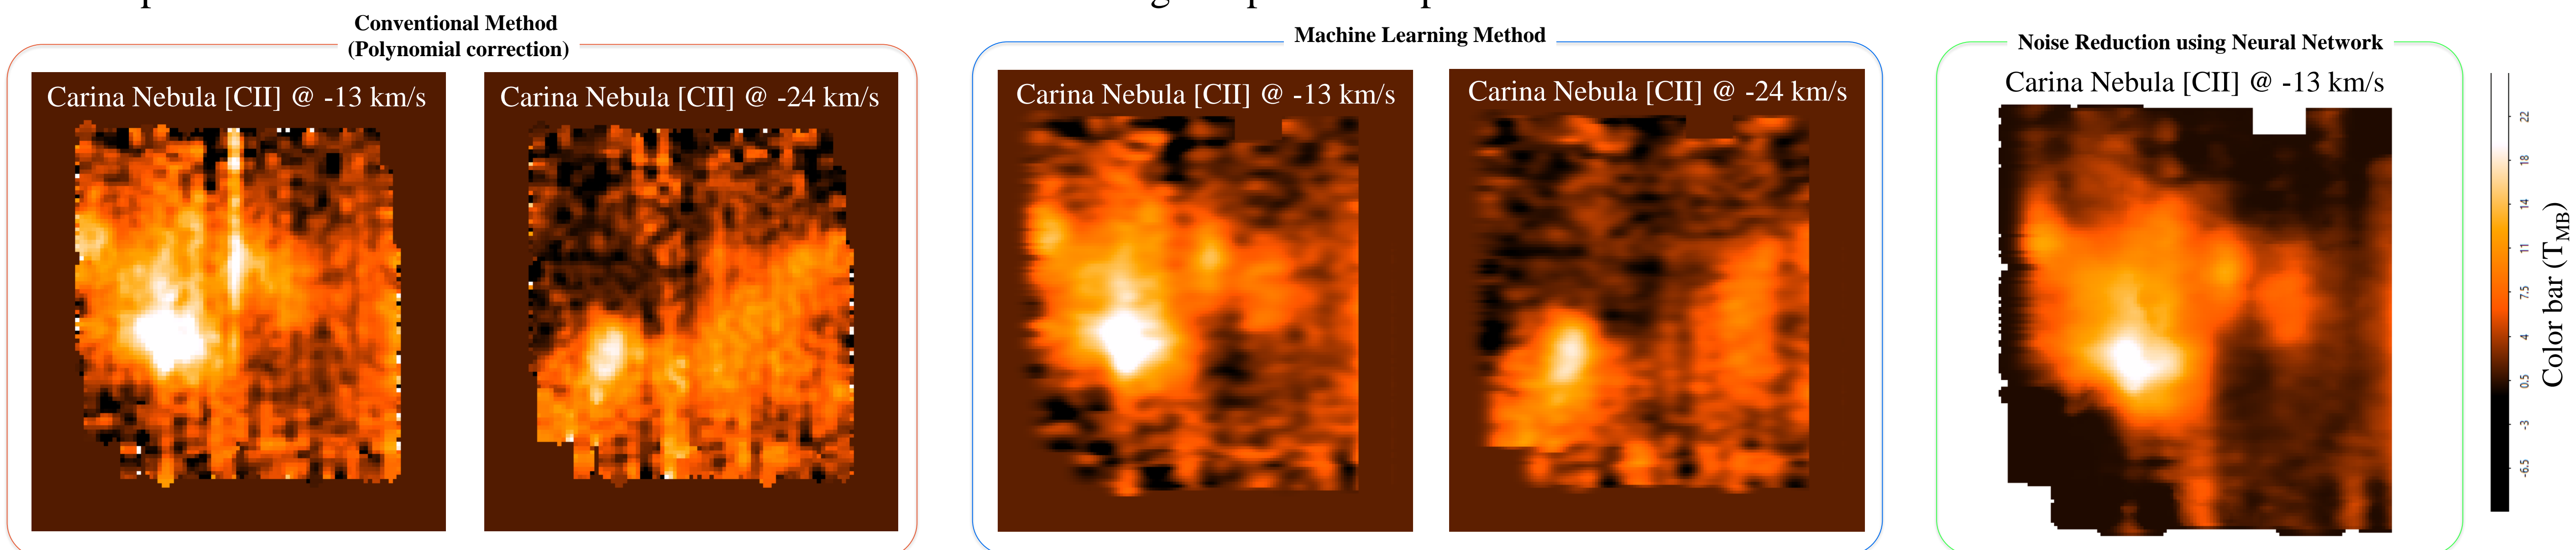 Conventional Method
(Polynomial correction)
Carina Nebula [CII] @ -13 km/s
Carina Nebula [CII] @ -24 km/s
Machine Learning Method
Carina Nebula [CII] @ -13 km/s
Carina Nebula [CII] @ -24 km/s
Noise Reduction using Neural Network
Carina Nebula [CII] @ -13 km/s
22
18
14
11
7.5
4
0.5
-3
-6.5
Color bar (TMB)